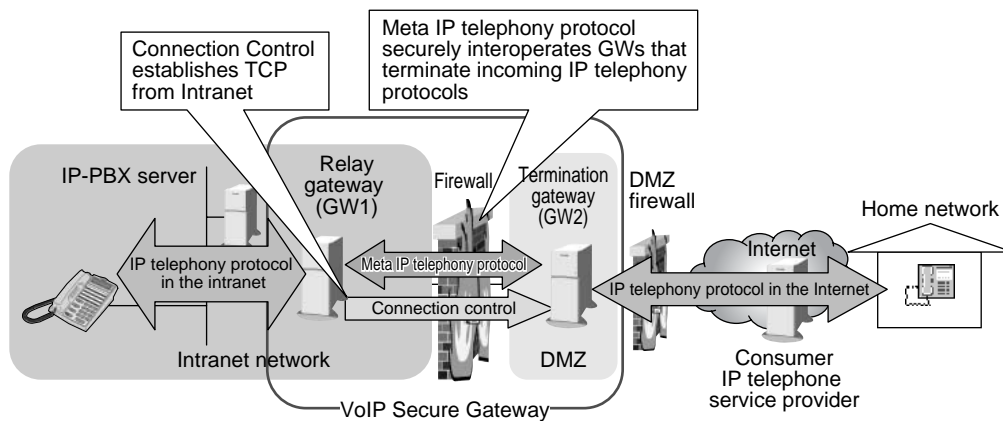 Connection Control
establishes TCP
from Intranet
Meta IP telephony protocol
securely interoperates GWs that
terminate incoming IP telephony
protocols
IP-PBX server
Relay
gateway
(GW1)
Firewall
Termination
gateway
(GW2)
DMZ
firewall
Home network
Internet
IP telephony protocol
in the intranet
Meta IP telephony protocol
IP telephony protocol in the Internet
Connection control
Intranet network
DMZ
Consumer
IP telephone
service provider
VoIP Secure Gateway